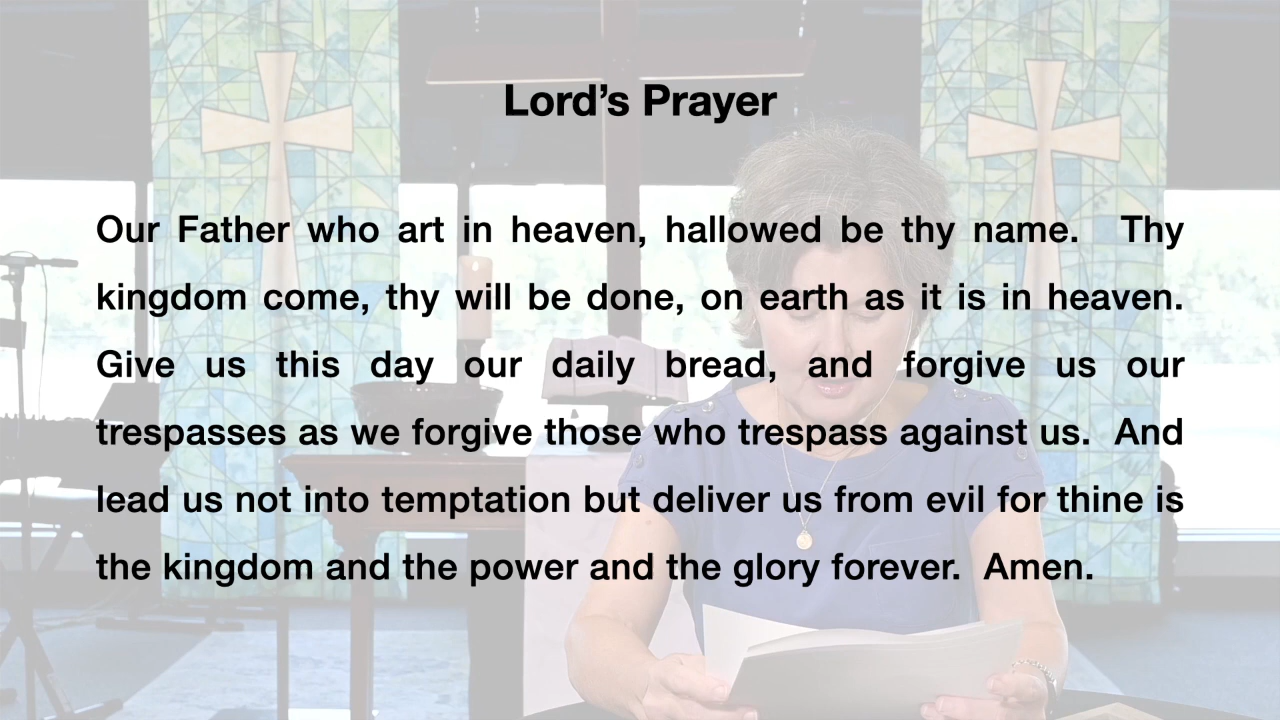 Lord’s Prayer
Our Father who art in heaven, hallowed be thy name.  Thy
kingdom come, thy will be done, on earth as it is in heaven.
Give us this day our daily bread, and forgive us our
trespasses as we forgive those who trespass against us.  And
lead us not into temptation but deliver us from evil for thine is
the kingdom and the power and the glory forever.  Amen.